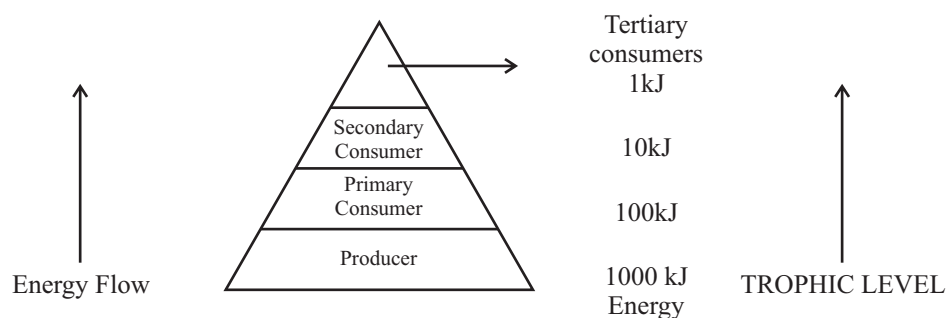 Tertiary
consumers
1kJ
Secondary
Consumer
10kJ
Primary
Consumer
100kJ
Producer
Energy Flow
1000 kJ
Energy
TROPHIC LEVEL